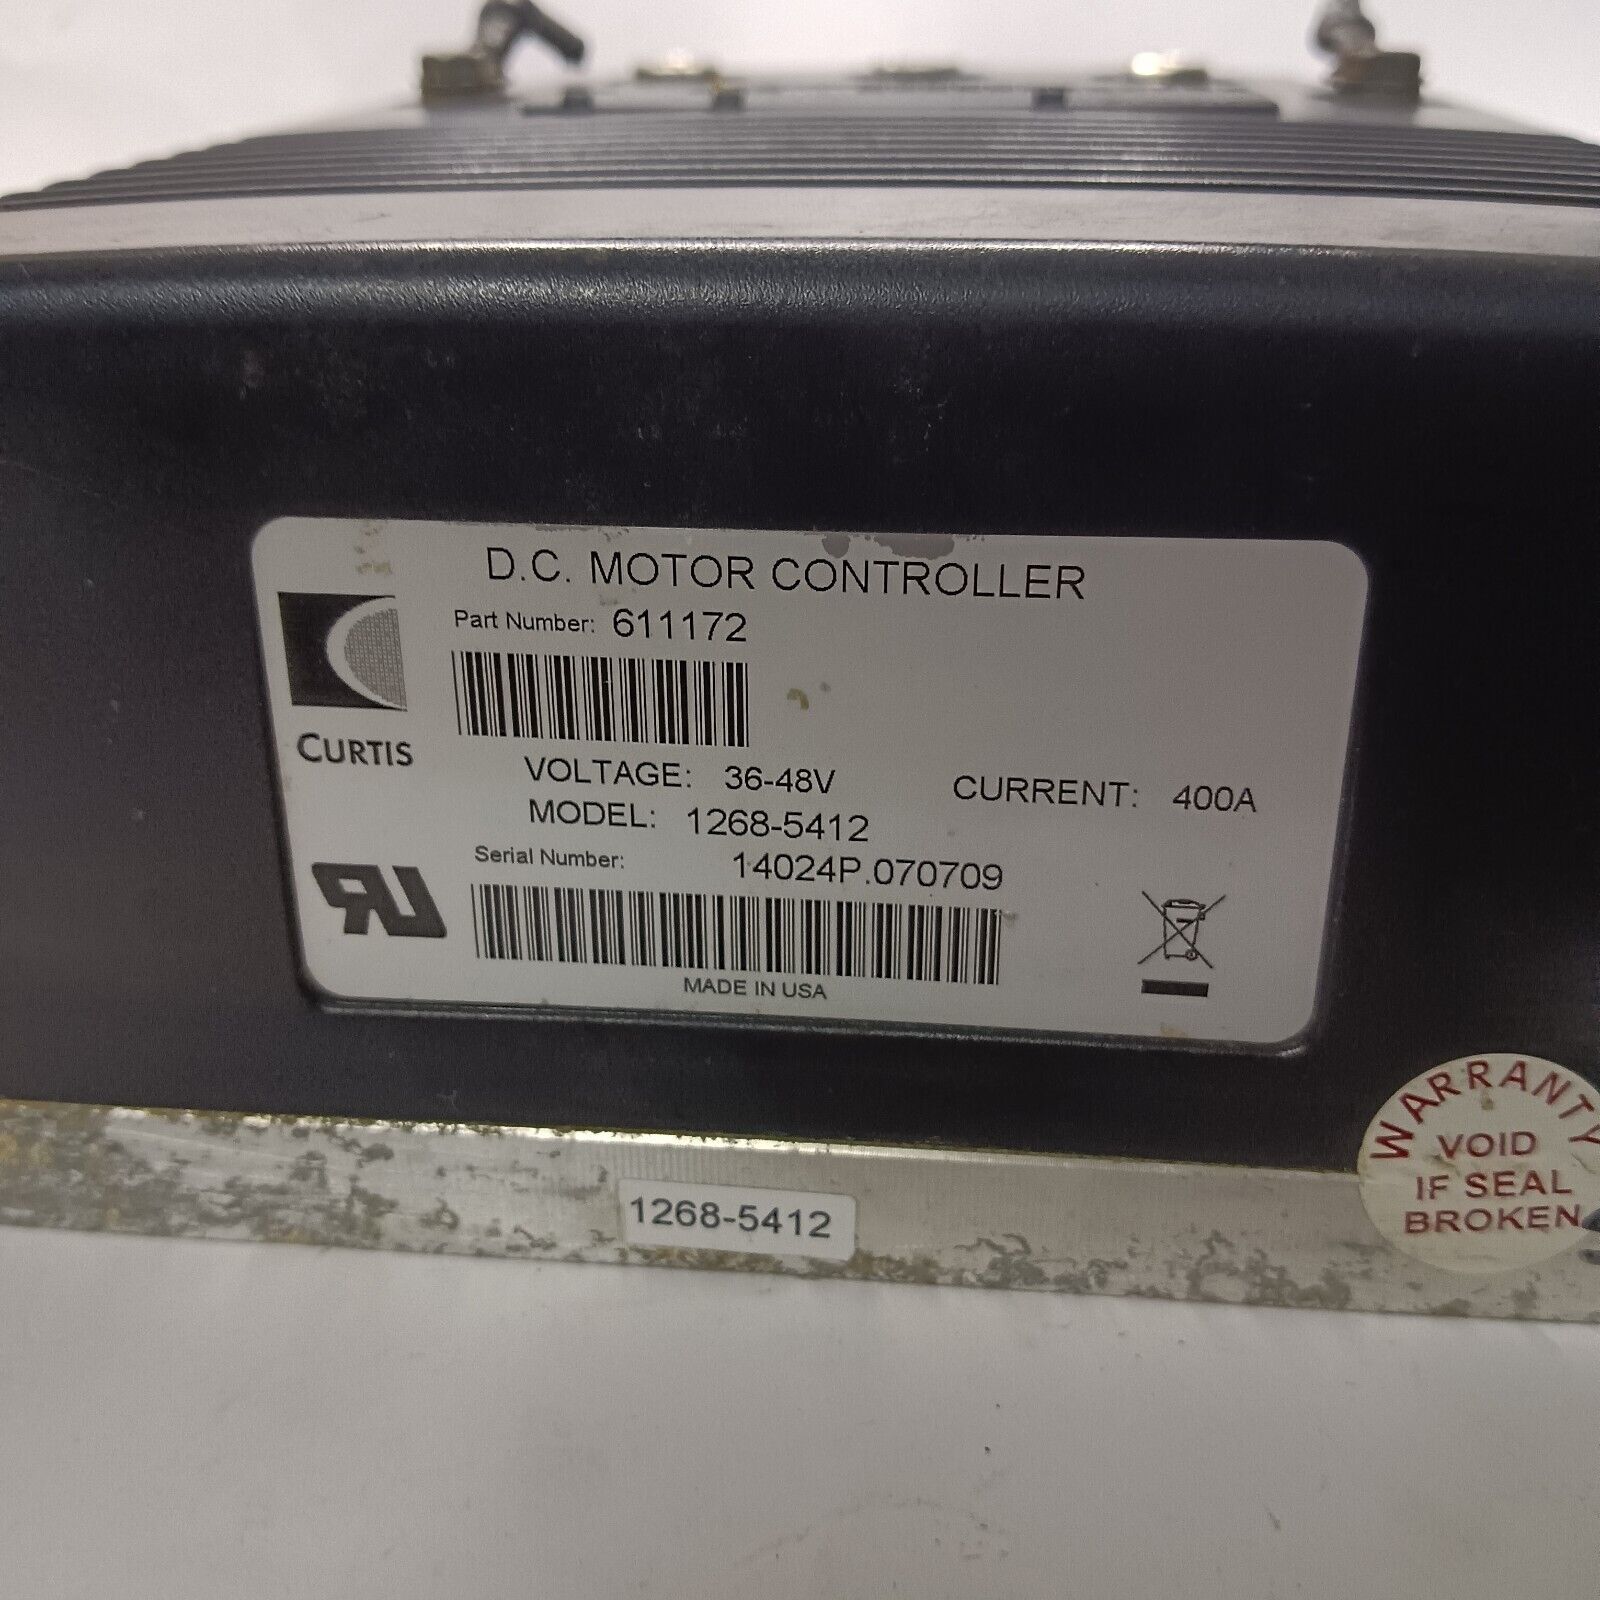 D.C. MOTOR CONTROLLER
Part Number: 611172
CURTIS
VOLTAGE: 36-48V CURRENT: 400A
MODEL: 1268-5412
Serial Number: 14024P.070709
MADE IN USA
WARRANTY
VOID
IF SEAL
BROKEN
1268-5412